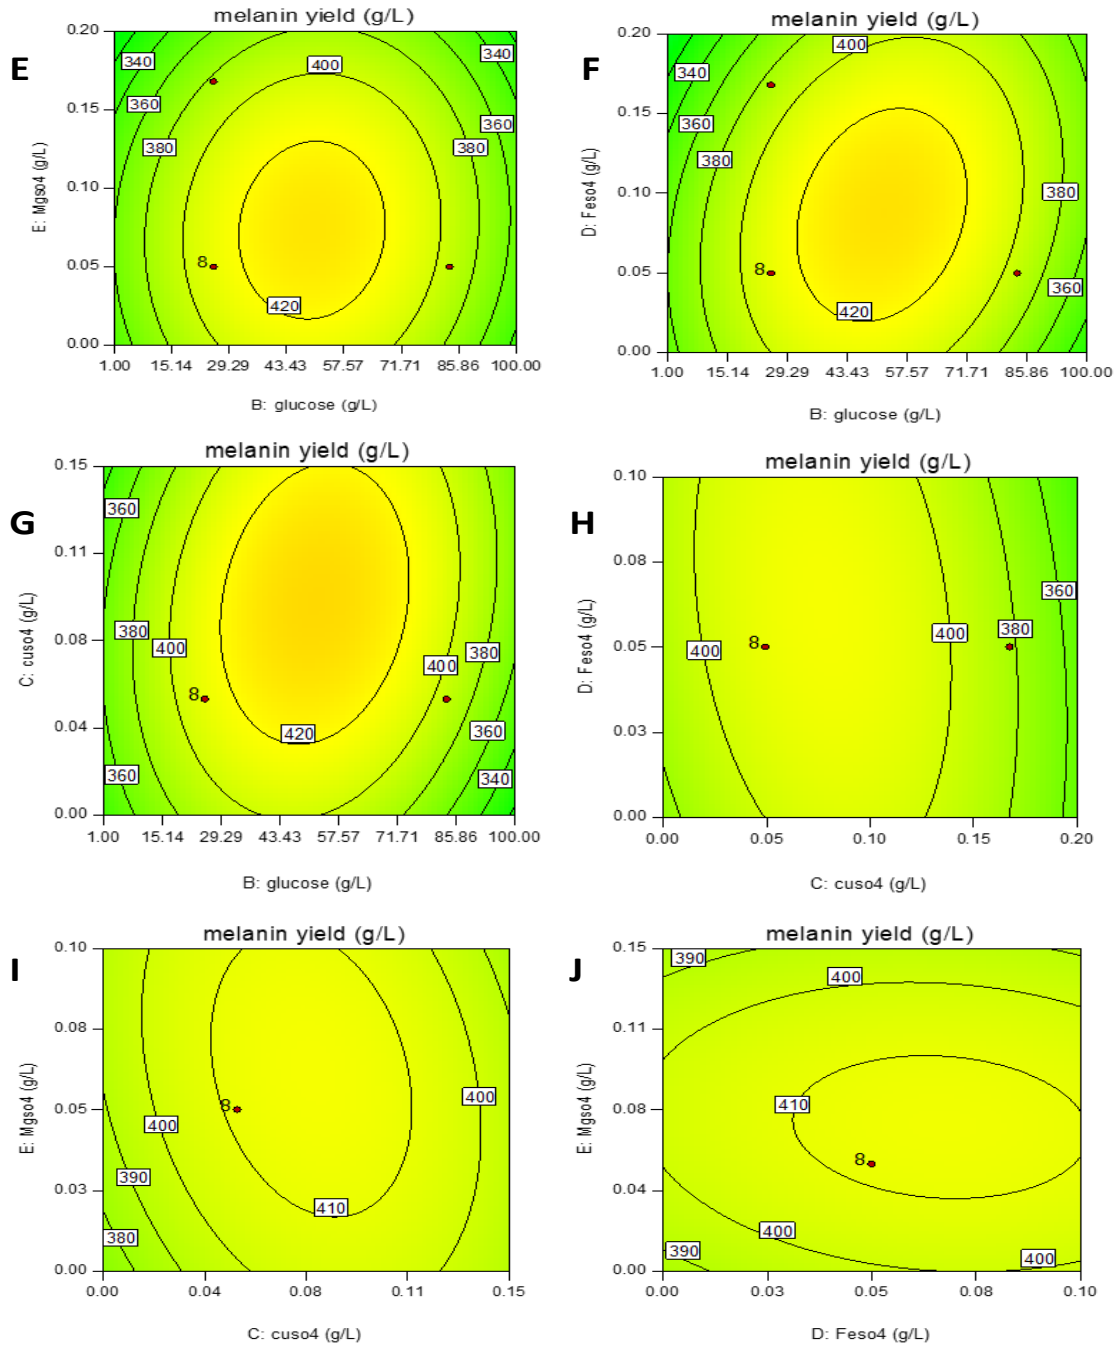 melanin yield (g/L)
E
0.20
0.15
0.10
0.05
0.00
E: Mgso4 (g/L)
340
360
380
400
340
360
380
8
420
1.00 15.14 29.29 43.43 57.57 71.71 85.86 100.00
B: glucose (g/L)
melanin yield (g/L)
F
0.20
0.15
0.10
0.05
0.00
D: Feso4 (g/L)
400
340
360
380
380
8
360
420
1.00 15.14 29.29 43.43 57.57 71.71 85.86 100.00
B: glucose (g/L)
melanin yield (g/L)
G
0.15
0.11
0.08
0.04
0.00
C: cuso4 (g/L)
360
380
400
380
400
8
420
360
360
340
1.00 15.14 29.29 43.43 57.57 71.71 85.86 100.00
B: glucose (g/L)
melanin yield (g/L)
H
0.10
0.08
0.05
0.03
0.00
D: Feso4 (g/L)
360
400
8
400
380
0.00 0.05 0.10 0.15 0.20
C: cuso4 (g/L)
melanin yield (g/L)
I
0.10
0.08
0.05
0.03
0.00
E: Mgso4 (g/L)
8
400
400
390
410
380
0.00 0.04 0.08 0.11 0.15
C: cuso4 (g/L)
melanin yield (g/L)
J
0.15
0.11
0.08
0.04
0.00
E: Mgso4 (g/L)
390
400
410
8
400
390
400
0.00 0.03 0.05 0.08 0.10
D: Feso4 (g/L)